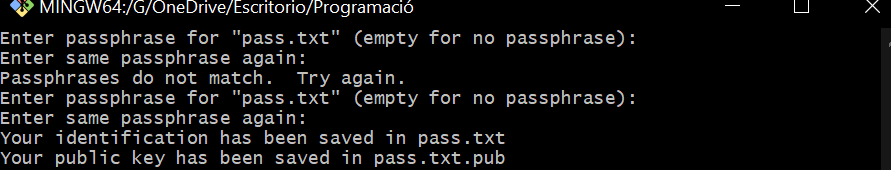 MINGW64:/G/OneDrive/Escritorio/Programació
Enter passphrase for "pass.txt" (empty for no passphrase):
Enter same passphrase again:
Passphrases do not match.  Try again.
Enter passphrase for "pass.txt" (empty for no passphrase):
Enter same passphrase again:
Your identification has been saved in pass.txt
Your public key has been saved in pass.txt.pub